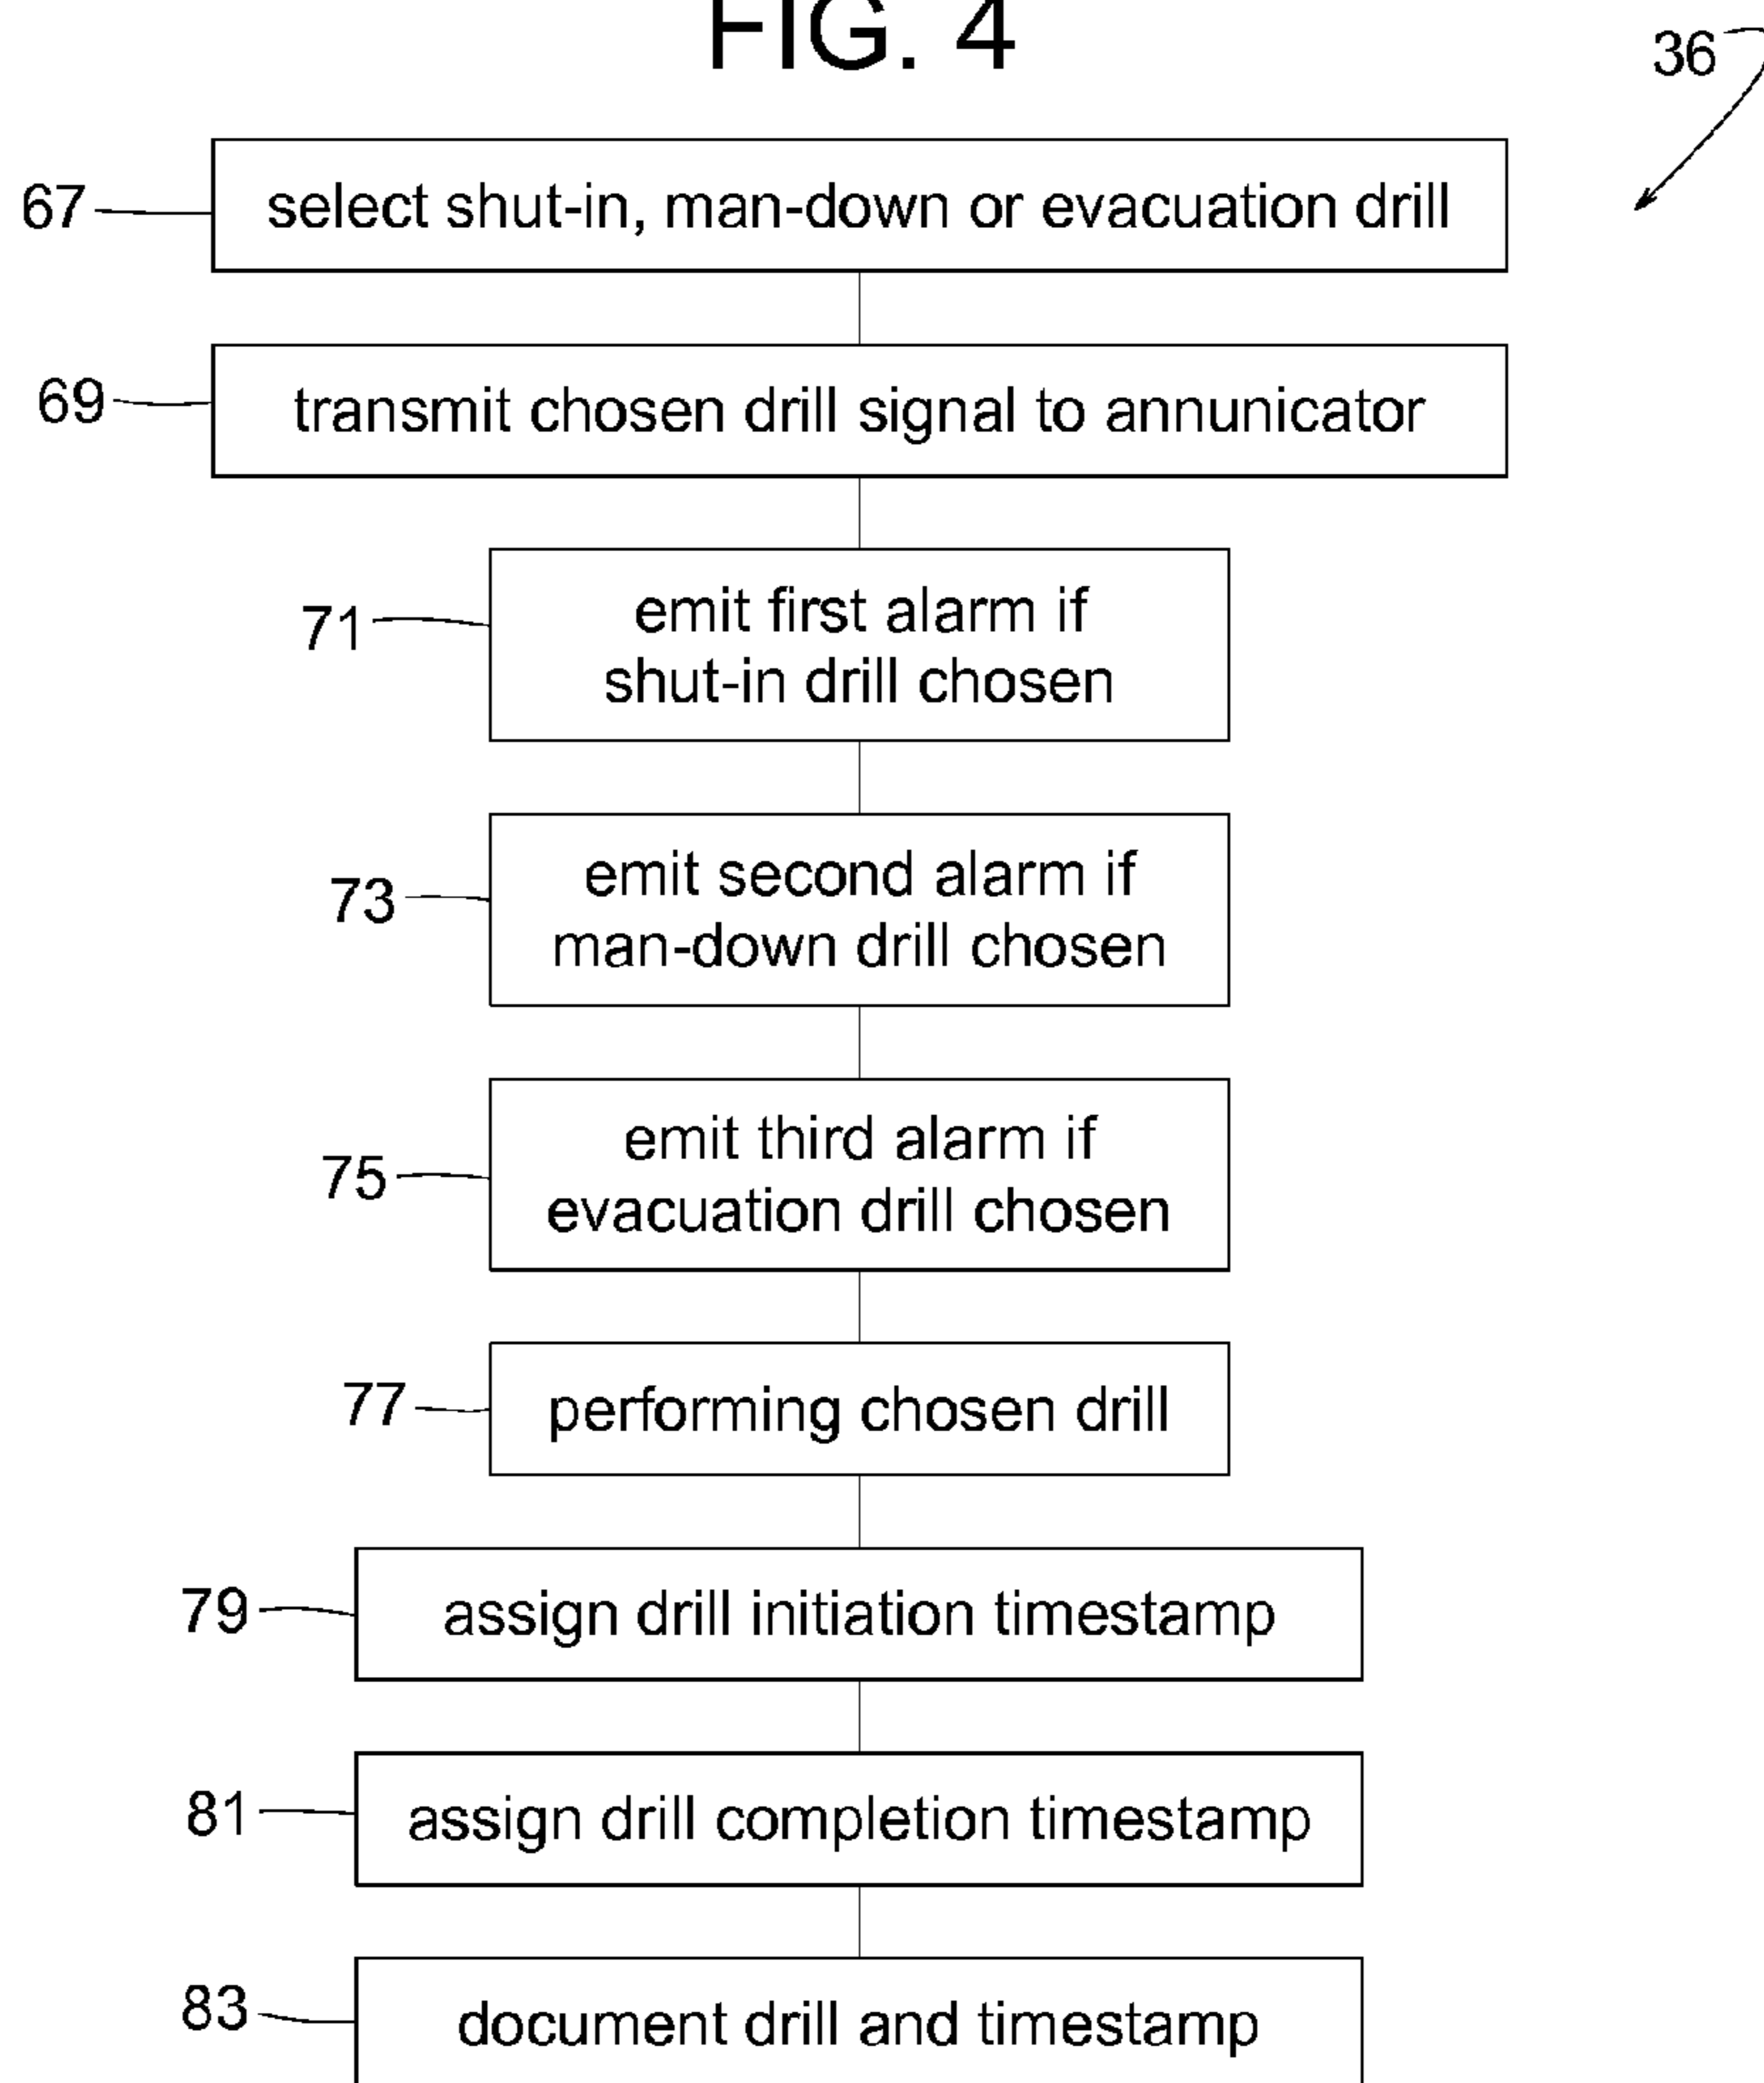 FIG. 4
36
67
select shut-in, man-down or evacuation drill
69
transmit chosen drill signal to annunicator
71
emit first alarm if
shut-in drill chosen
73
emit second alarm if
man-down drill chosen
75
emit third alarm if
evacuation drill chosen
77
performing chosen drill
79
assign drill initiation timestamp
81
assign drill completion timestamp
83
document drill and timestamp